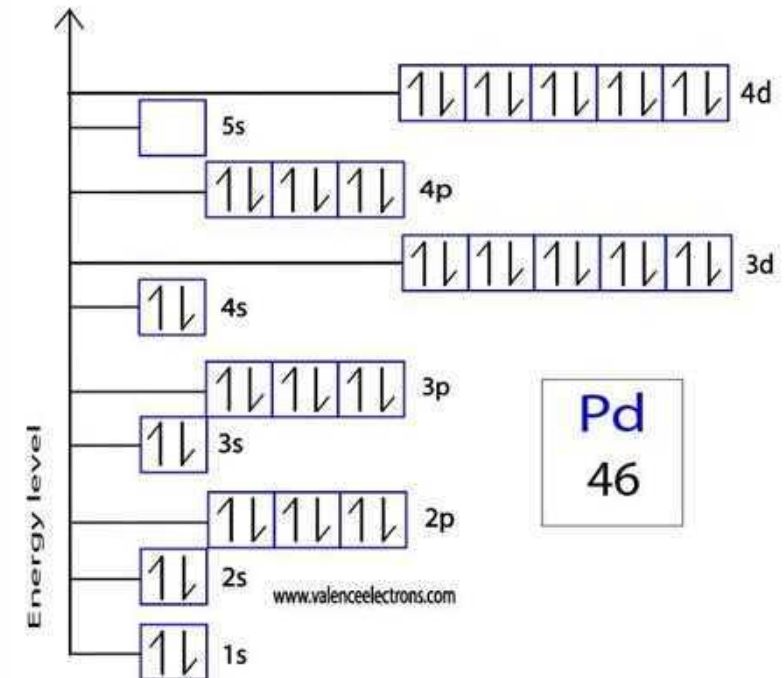 4d
5s
4p
3d
4s
3p
Pd
46
3s
2p
2s
www.valenceelectrons.com
1s
Energy level